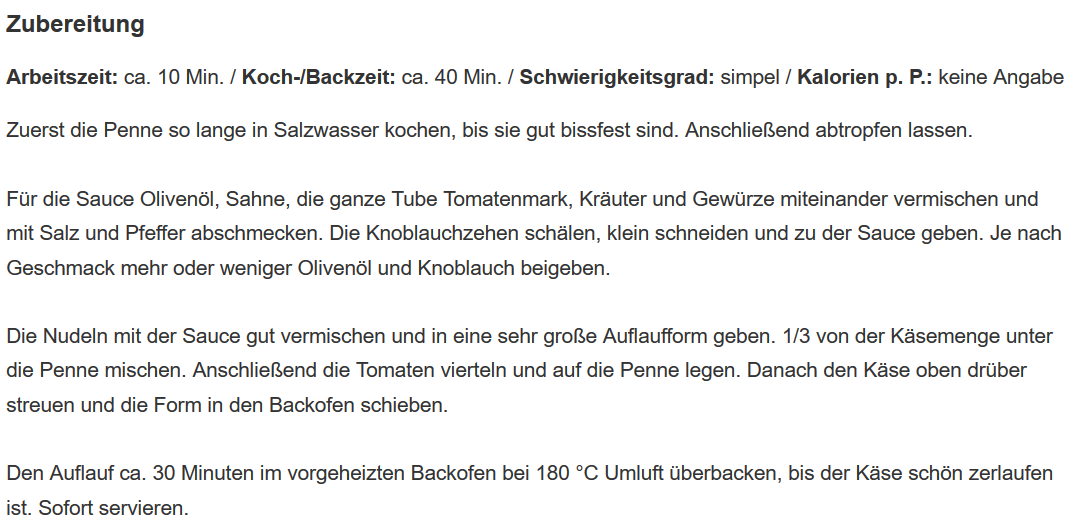 Zubereitung
Arbeitszeit: ca. 10 Min. / Koch-/Backzeit: ca. 40 Min. / Schwierigkeitsgrad: simpel / Kalorien p. P.: keine Angabe
Zuerst die Penne so lange in Salzwasser kochen, bis sie gut bissfest sind. Anschließend abtropfen lassen.
Für die Sauce Olivenöl, Sahne, die ganze Tube Tomatenmark, Kräuter und Gewürze miteinander vermischen und
mit Salz und Pfeffer abschmecken. Die Knoblauchzehen schälen, klein schneiden und zu der Sauce geben. Je nach
Geschmack mehr oder weniger Olivenöl und Knoblauch beigeben.
Die Nudeln mit der Sauce gut vermischen und in eine sehr große Auflaufform geben. 1/3 von der Käsemenge unter
die Penne mischen. Anschließend die Tomaten vierteln und auf die Penne legen. Danach den Käse oben drüber
streuen und die Form in den Backofen schieben.
Den Auflauf ca. 30 Minuten im vorgeheizten Backofen bei 180 °C Umluft überbacken, bis der Käse schön zerlaufen
ist. Sofort servieren.